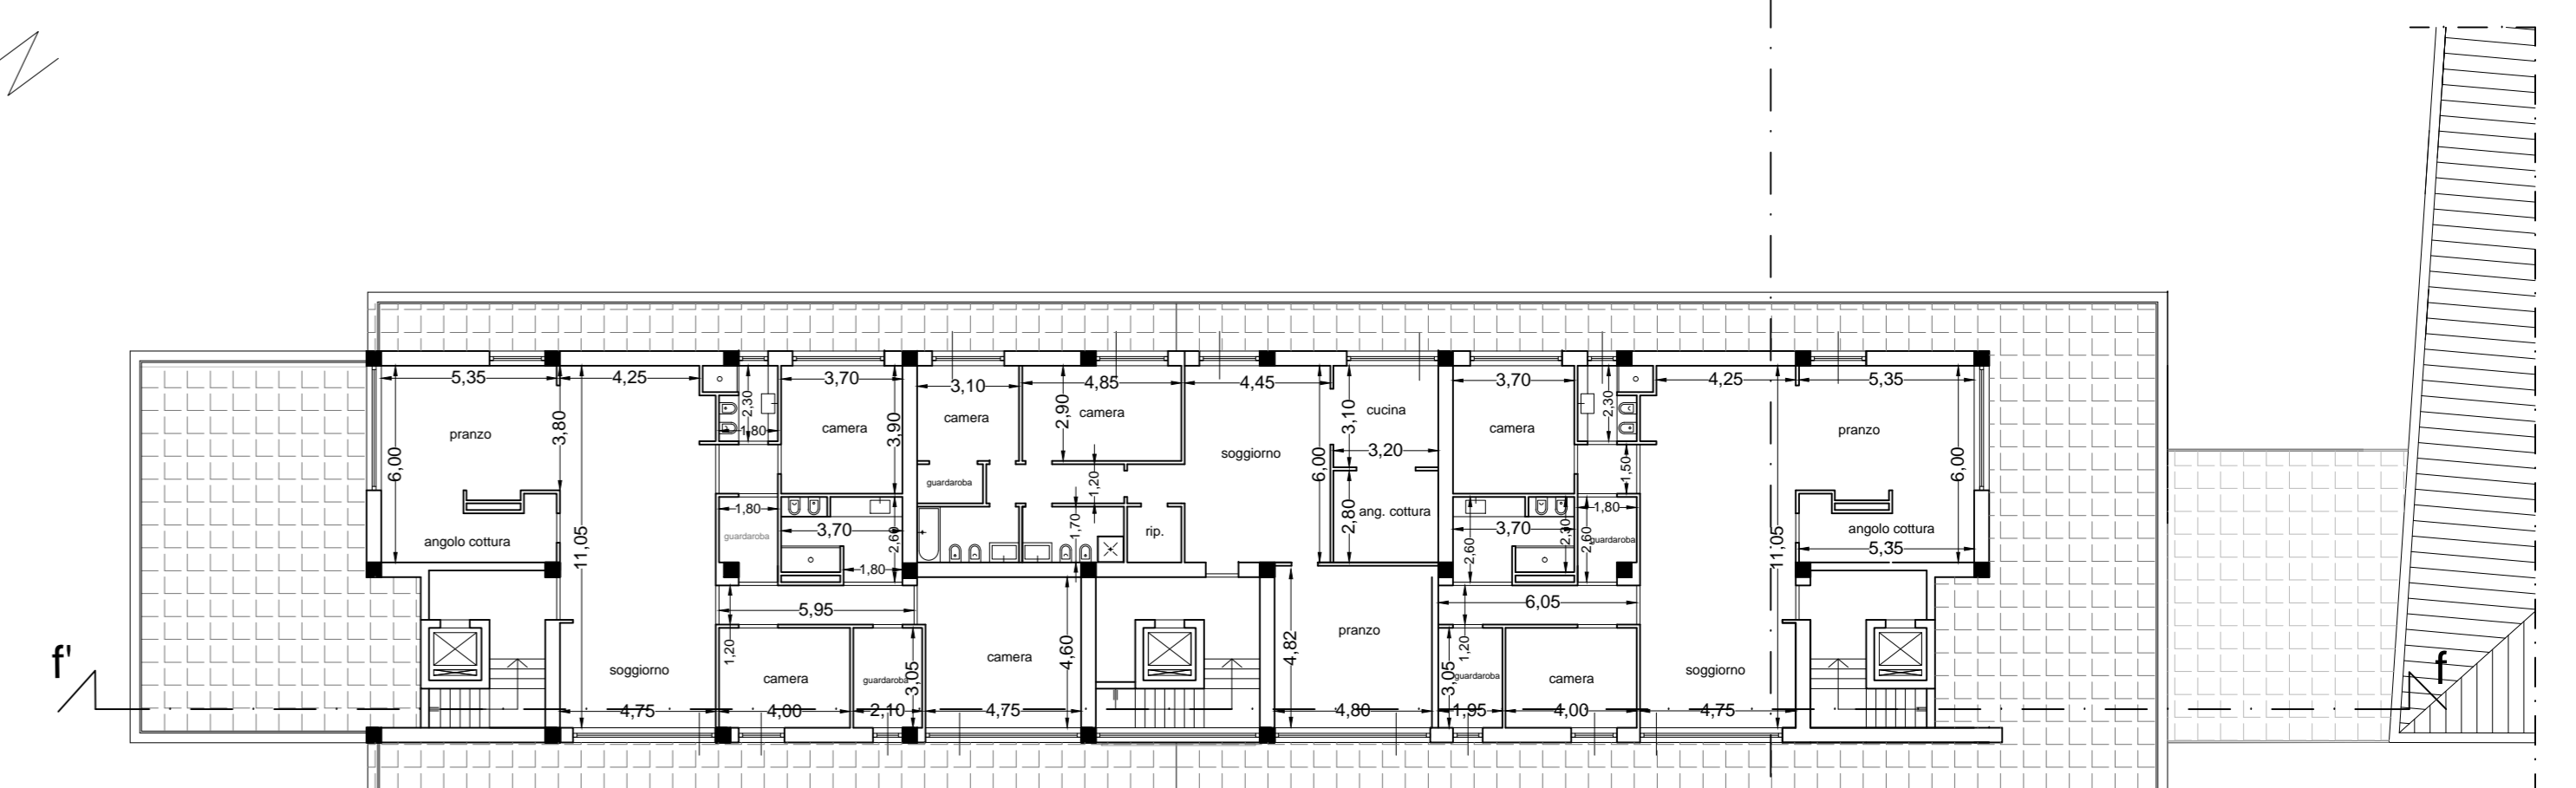 5,35
4,25
3,70
3,10
4,85
4,45
3,70
4,25
5,35
2,30
1,80
3,90
2,90
3,10
2,30
3,80
pranzo
camera
camera
camera
cucina
camera
pranzo
6,00
soggiorno
6,00
3,20
1,50
6,00
guardaroba
1,20
1,80
3,70
2,60
1,70
rip.
2,80
ang. cottura
3,70
2,60
2,30
2,60
1,80
guardaroba
guardaroba
angolo cottura
angolo cottura
5,35
11,05
11,05
1,80
5,95
6,05
4,82
pranzo
1,20
4,60
1,20
f'
soggiorno
camera
guardaroba
3,05
camera
3,05
guardaroba
camera
soggiorno
f
4,75
4,00
2,10
4,75
4,80
1,95
4,00
4,75